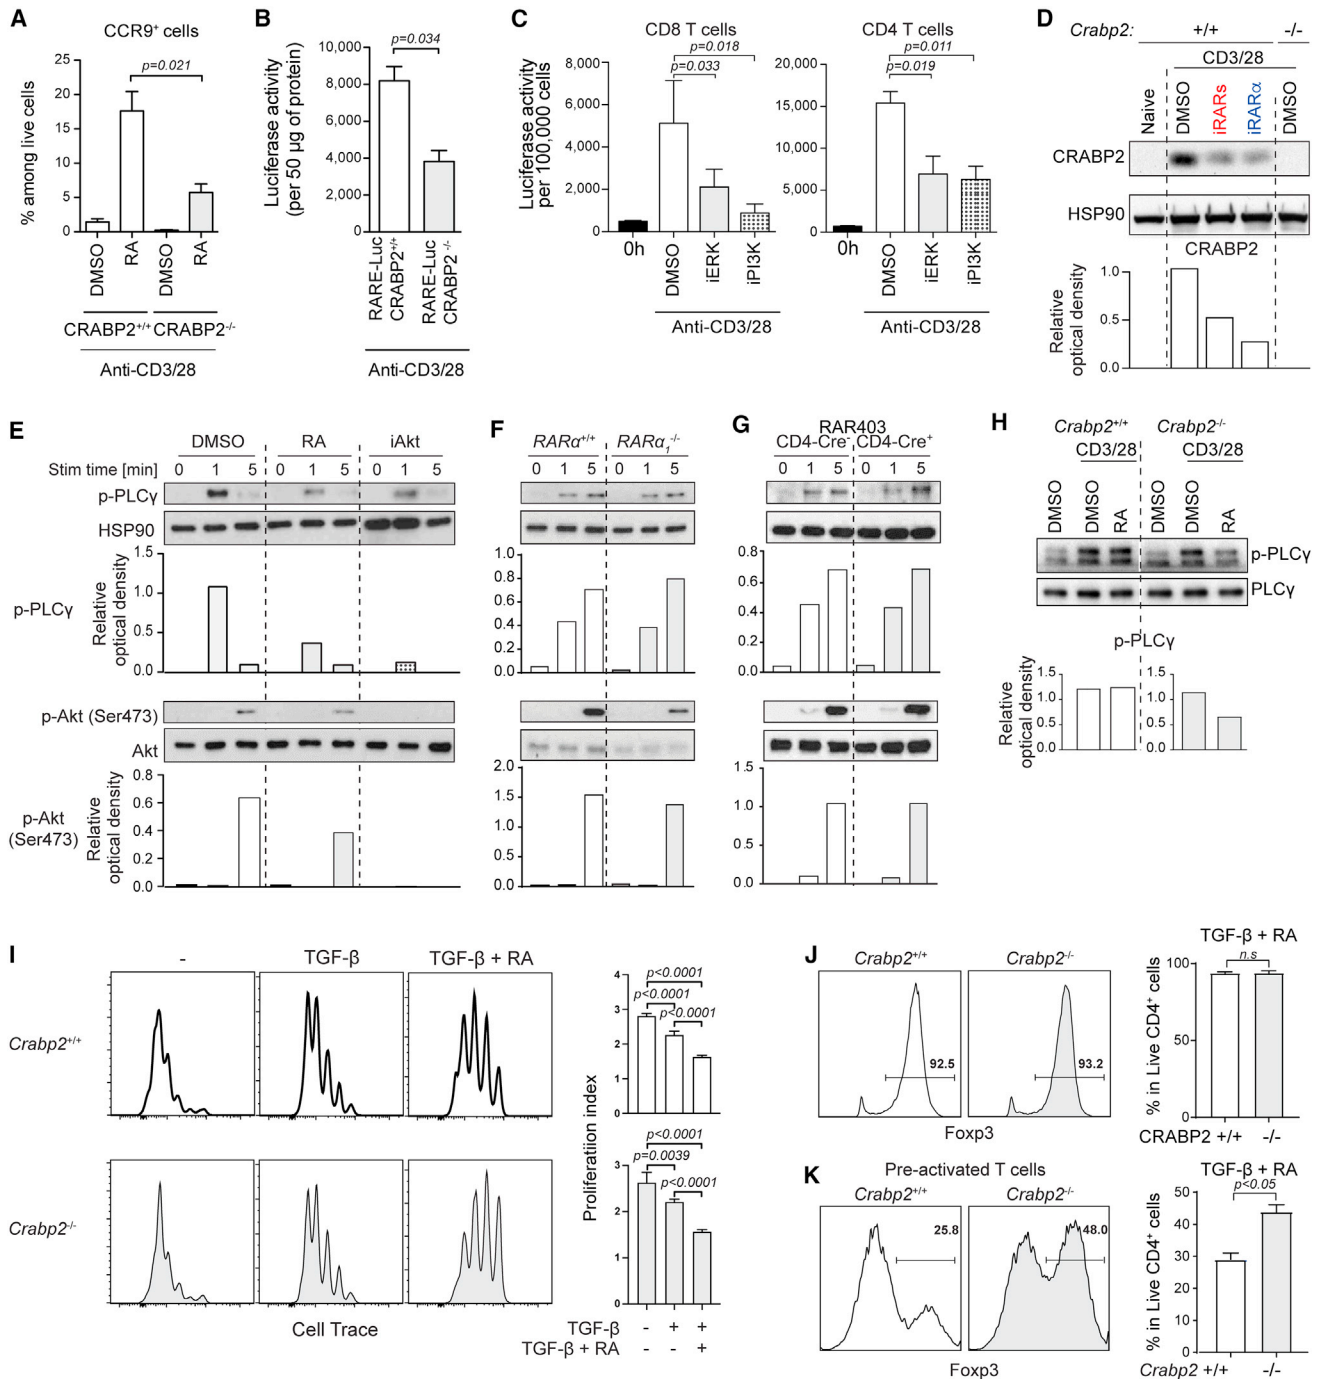 A
CCR9⁺ cells
% among live cells
25
20
15
10
5
0
p=0.021
DMSO
RA
DMSO
RA
CRABP2⁺/⁺ CRABP2⁻/⁻
Anti-CD3/28
B
Luciferase activity
(per 50 µg of protein)
10,000
8,000
6,000
4,000
2,000
0
p=0.034
RARE-Luc
CRABP2⁺/⁺
RARE-Luc
CRABP2⁻/⁻
Anti-CD3/28
C
CD8 T cells
Luciferase activity
per 100,000 cells
8,000
6,000
4,000
2,000
0
p=0.018
p=0.033
0h
DMSO
iERK
iPI3K
Anti-CD3/28
CD4 T cells
20,000
15,000
10,000
5,000
0
p=0.011
p=0.019
0h
DMSO
iERK
iPI3K
Anti-CD3/28
D
Crabp2: +/+ -/-
CD3/28
Naive
DMSO
iRARs
iRARα
DMSO
CRABP2
HSP90
CRABP2
Relative
optical density
1.0
0.5
0.0
E
DMSO RA iAkt
Stim time [min] 0 1 5 0 1 5 0 1 5
p-PLCγ
HSP90
p-PLCγ
Relative
optical density
1.5
1.0
0.5
0.0
p-Akt (Ser473)
Akt
p-Akt
(Ser473)
Relative
optical density
0.8
0.6
0.4
0.2
0.0
F
RARα⁺/⁺ RARα₁⁻/⁻
0 1 5 0 1 5
1.0
0.8
0.6
0.4
0.2
0
2.0
1.5
1.0
0.5
0.0
G
RAR403
CD4-Cre⁻ CD4-Cre⁺
0 1 5 0 1 5
0.8
0.6
0.4
0.2
0.0
1.5
1.0
0.5
0.0
H
Crabp2⁺/⁺ Crabp2⁻/⁻
CD3/28 CD3/28
DMSO
DMSO
RA
DMSO
DMSO
RA
p-PLCγ
PLCγ
p-PLCγ
Relative
optical density
1.5
1.0
0.5
0.0
1.5
1.0
0.5
0.0
I
- TGF-β TGF-β + RA
Crabp2⁺/⁺
Crabp2⁻/⁻
Cell Trace
Proliferatiion index
4
3
2
1
0
p<0.0001
p<0.0001
p<0.0001
3
2
1
0
p<0.0001
p=0.0039
p<0.0001
TGF-β - + +
TGF-β + RA - - +
J
Crabp2⁺/⁺ Crabp2⁻/⁻
92.5
93.2
Foxp3
TGF-β + RA
% in Live CD4⁺ cells
100
50
0
n.s
CRABP2 +/+ -/-
K
Pre-activated T cells
Crabp2⁺/⁺ Crabp2⁻/⁻
25.8
48.0
Foxp3
TGF-β + RA
% in Live CD4⁺ cells
50
40
30
20
10
0
p<0.05
Crabp2 +/+ -/-